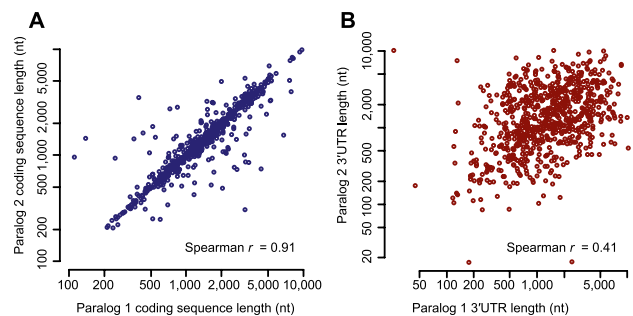 A
Paralog 2 coding sequence length (nt)
5,000
2,000
1,000
500
200
100
Spearman r = 0.91
100 200 500 1,000 2,000 5,000 10,000
Paralog 1 coding sequence length (nt)
B
Paralog 2 3′UTR length (nt)
10,000
2,000
500
200
100
50
20
Spearman r = 0.41
50 100 200 500 1,000 5,000
Paralog 1 3′UTR length (nt)